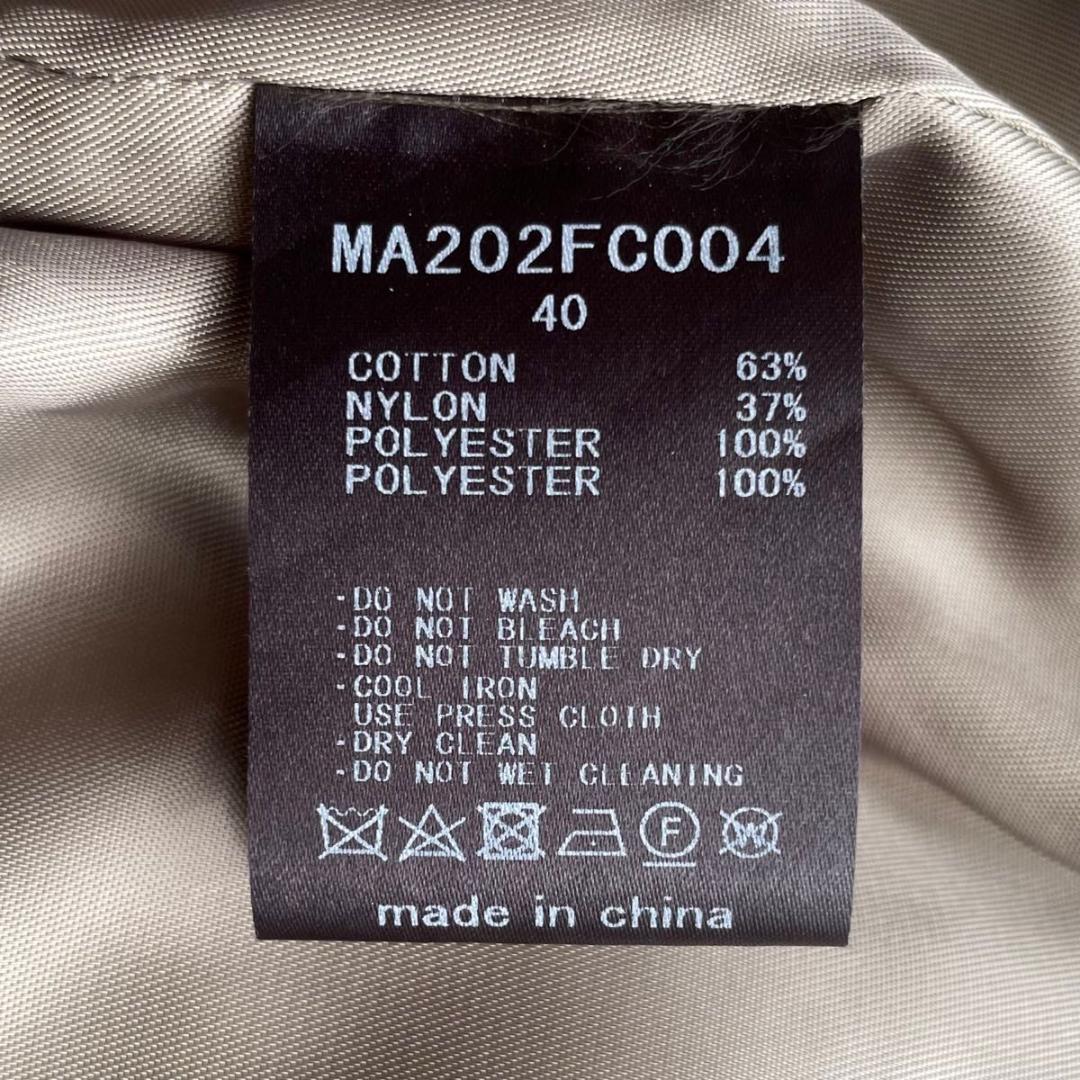 MA202FC004
40
COTTON 63%
NYLON 37%
POLYESTER 100%
POLYESTER 100%
-DO NOT WASH
-DO NOT BLEACH
-DO NOT TUMBLE DRY
-COOL IRON
USE PRESS CLOTH
-DRY CLEAN
-DO NOT WET CLEANING
F W
made in china